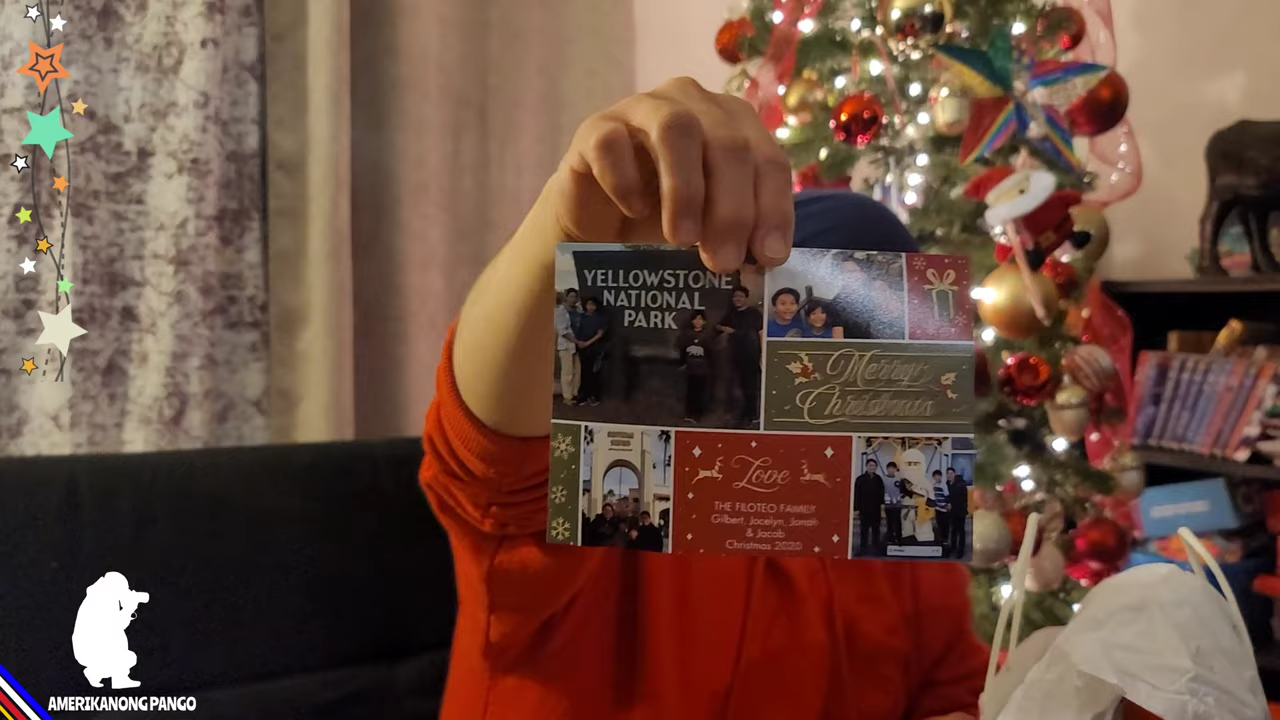 YELLOWSTONE
NATIONAL
PARK
Merry
Christmas
Love
THE FILOTEO FAMILY
Gilbert, Jocelyn, Jonah
& Jacob
Christmas 2020
AMERIKANONG PANGO